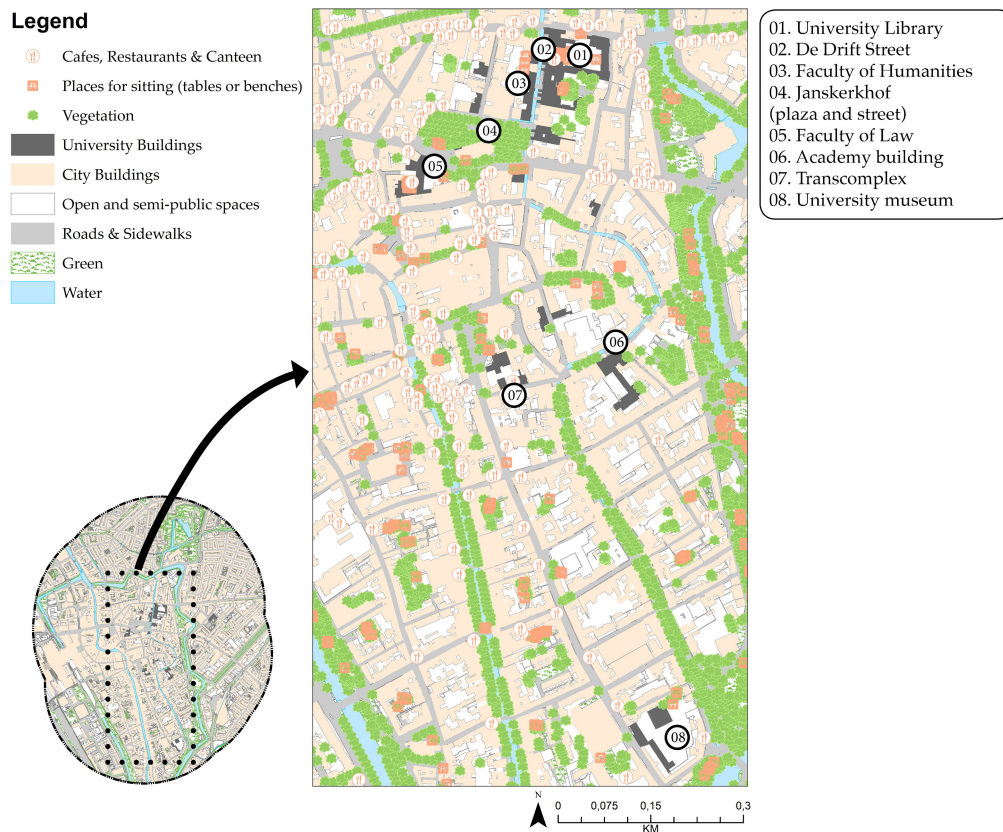 Legend
Cafes, Restaurants & Canteen
Places for sitting (tables or benches)
Vegetation
University Buildings
City Buildings
Open and semi-public spaces
Roads & Sidewalks
Green
Water
01. University Library
02. De Drift Street
03. Faculty of Humanities
04. Janskerkhof
(plaza and street)
05. Faculty of Law
06. Academy building
07. Transcomplex
08. University museum
02
01
03
04
05
06
07
08
N
0 0,075 0,15 0,3
KM